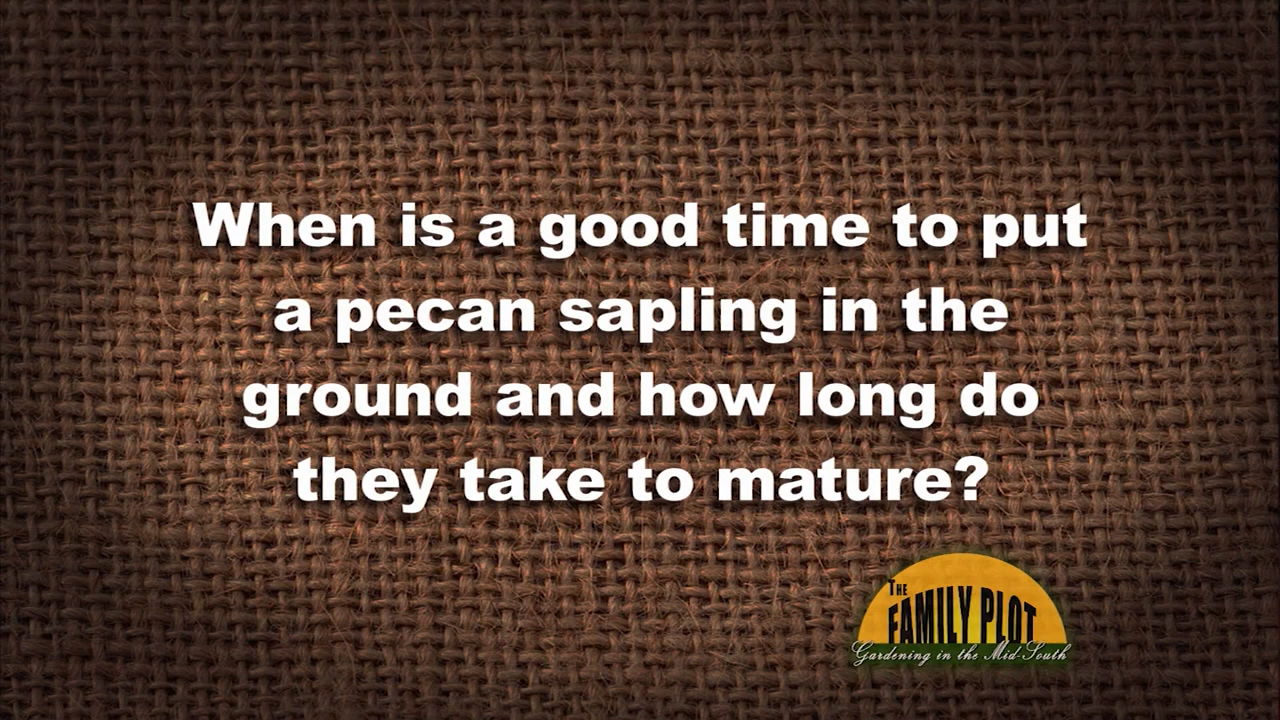 When is a good time to put
a pecan sapling in the
ground and how long do
they take to mature?
THE
FAMILY PLOT
Gardening in the Mid-South